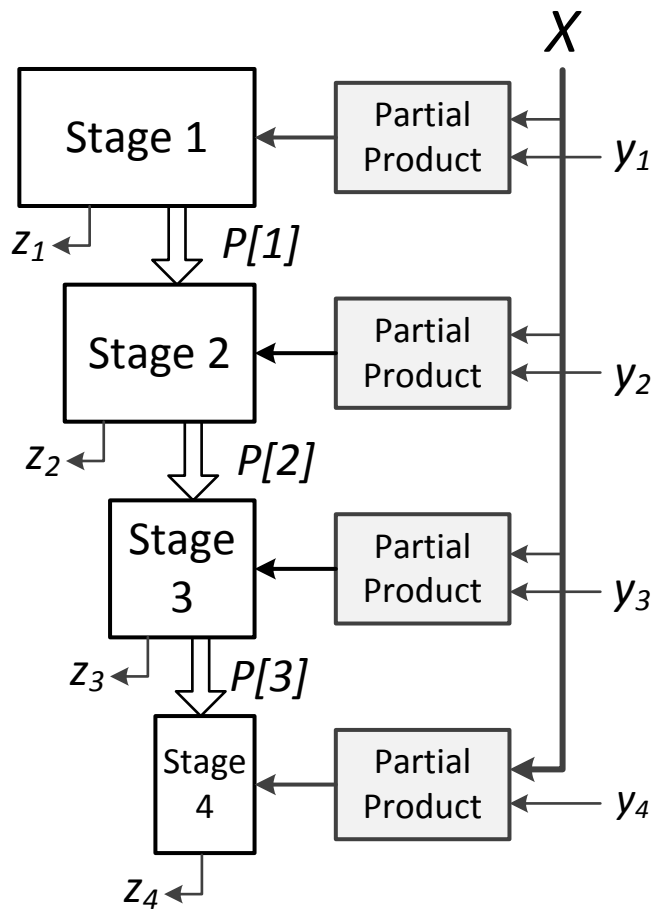 X
Stage 1
Partial
Product
y1
z1
P[1]
Stage 2
Partial
Product
y2
z2
P[2]
Stage
3
Partial
Product
y3
z3
P[3]
Stage
4
Partial
Product
y4
z4